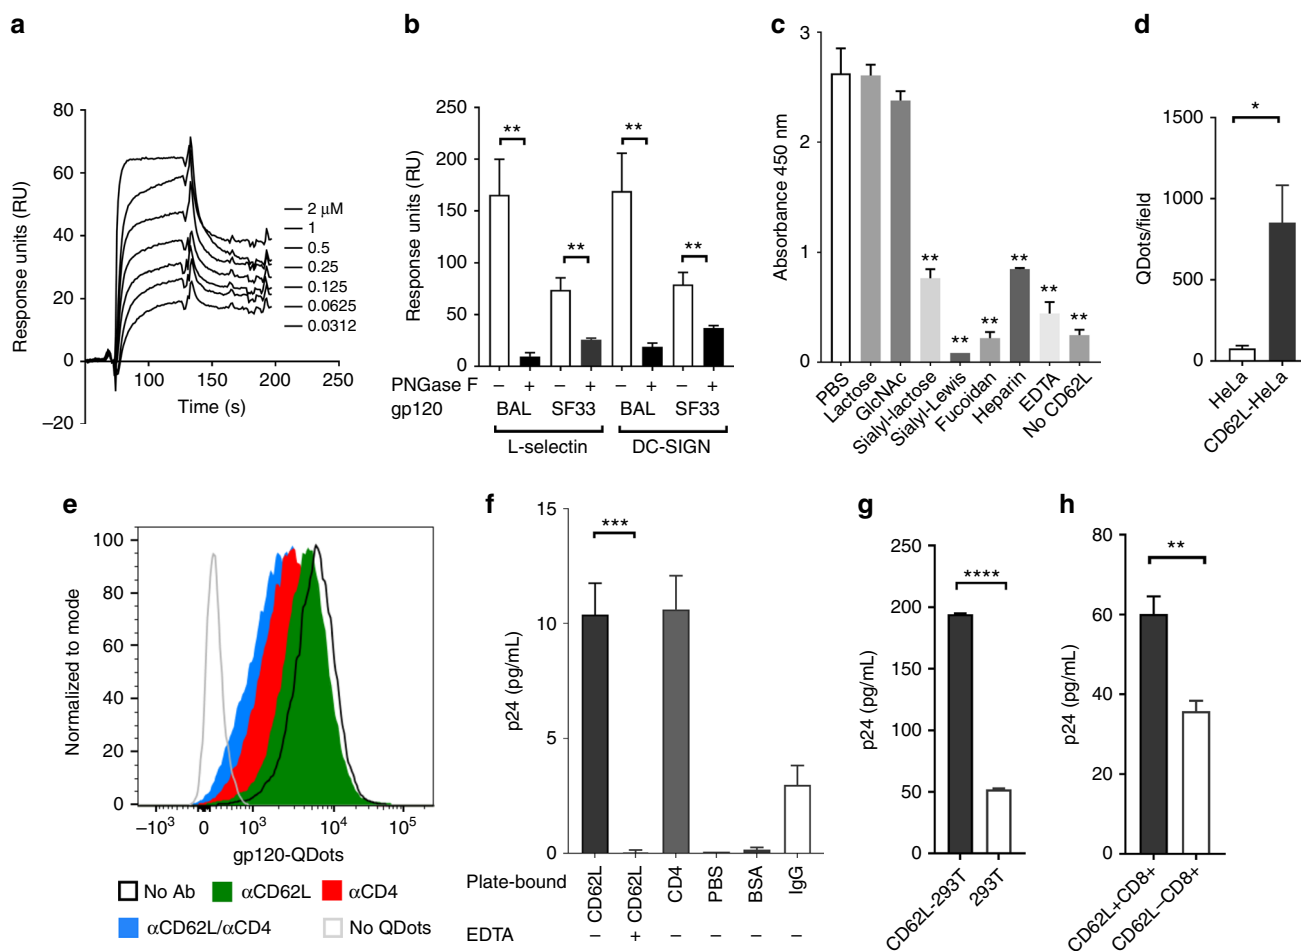 a
Response units (RU)
80
60
40
20
0
−20
100
150
200
250
Time (s)
2 μM
1
0.5
0.25
0.125
0.0625
0.0312
b
Response units (RU)
250
200
150
100
50
0
**
**
**
**
PNGase F
− + − + − + − +
gp120
BAL SF33 BAL SF33
L-selectin DC-SIGN
c
Absorbance 450 nm
3
2
1
0
** ** ** ** ** **
PBS
Lactose
GlcNAc
Sialyl-lactose
Sialyl-Lewis
Fucoidan
Heparin
EDTA
No CD62L
d
QDots/field
1500
1000
500
0
*
HeLa
CD62L-HeLa
e
Normalized to mode
100
80
60
40
20
0
−10³ 0 10³ 10⁴ 10⁵
gp120-QDots
No Ab αCD62L αCD4
αCD62L/αCD4 No QDots
f
p24 (pg/mL)
15
10
5
0
***
Plate-bound
CD62L
CD62L
CD4
PBS
BSA
IgG
EDTA
− + − − − −
g
p24 (pg/mL)
250
200
150
100
50
0
****
CD62L-293T
293T
h
p24 (pg/mL)
80
60
40
20
0
**
CD62L+CD8+
CD62L−CD8+